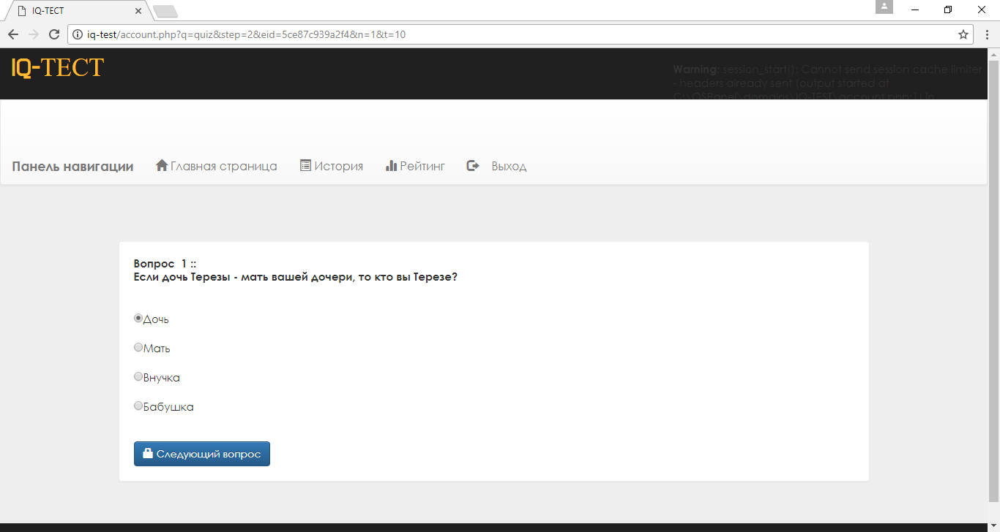 IQ-ТЕСТ
iq-test/account.php?q=quiz&step=2&eid=5ce87c939a2f4&n=1&t=10
IQ-ТЕСТ
Warning: session_start(): Cannot send session cache limiter
- headers already sent (output started at
C:\OSPanel\domains\IQ-TEST\account.php:1) in
Панель навигации Главная страница История Рейтинг Выход
Вопрос 1 ::
Если дочь Терезы - мать вашей дочери, то кто вы Терезе?
Дочь
Мать
Внучка
Бабушка
Следующий вопрос